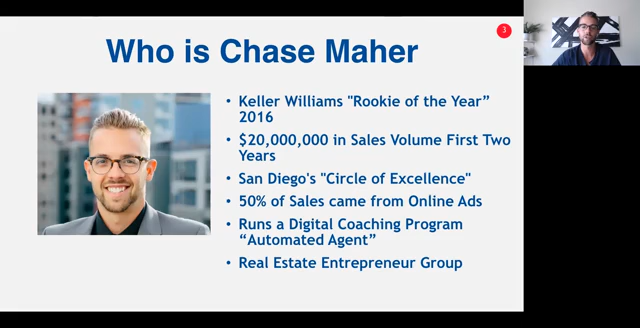 3
Who is Chase Maher
• Keller Williams "Rookie of the Year”
2016
• $20,000,000 in Sales Volume First Two
Years
• San Diego's "Circle of Excellence"
• 50% of Sales came from Online Ads
• Runs a Digital Coaching Program
“Automated Agent”
• Real Estate Entrepreneur Group